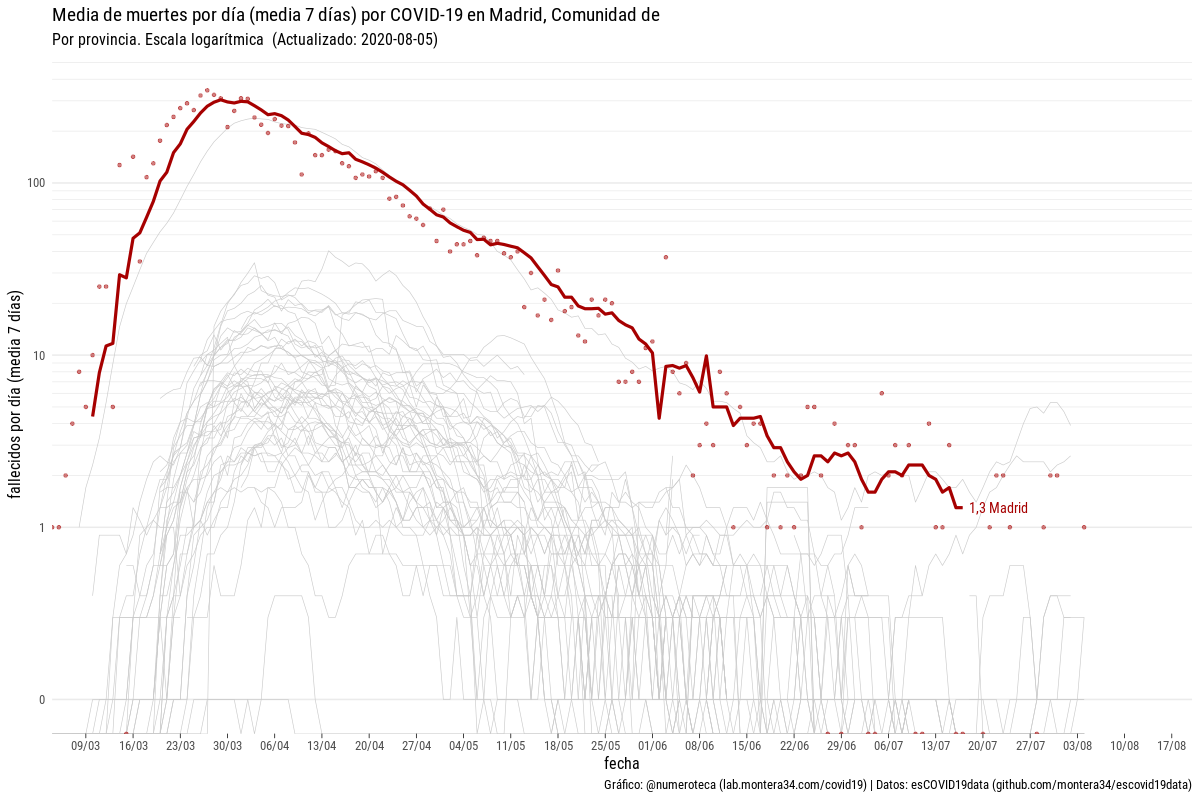 Media de muertes por día (media 7 días) por COVID-19 en Madrid, Comunidad de
Por provincia. Escala logarítmica (Actualizado: 2020-08-05)
fallecidos por día (media 7 días)
100
10
1
0
1,3 Madrid
09/03 16/03 23/03 30/03 06/04 13/04 20/04 27/04 04/05 11/05 18/05 25/05 01/06 08/06 15/06 22/06 29/06 06/07 13/07 20/07 27/07 03/08 10/08 17/08
fecha
Gráfico: @numeroteca (lab.montera34.com/covid19) | Datos: esCOVID19data (github.com/montera34/escovid19data)